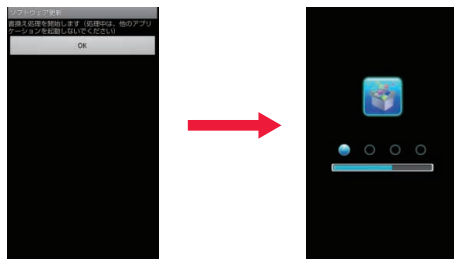 ソフトウェア更新
書換え処理を開始します（処理中は、他のアプリ
ケーションを起動しないでください）
OK